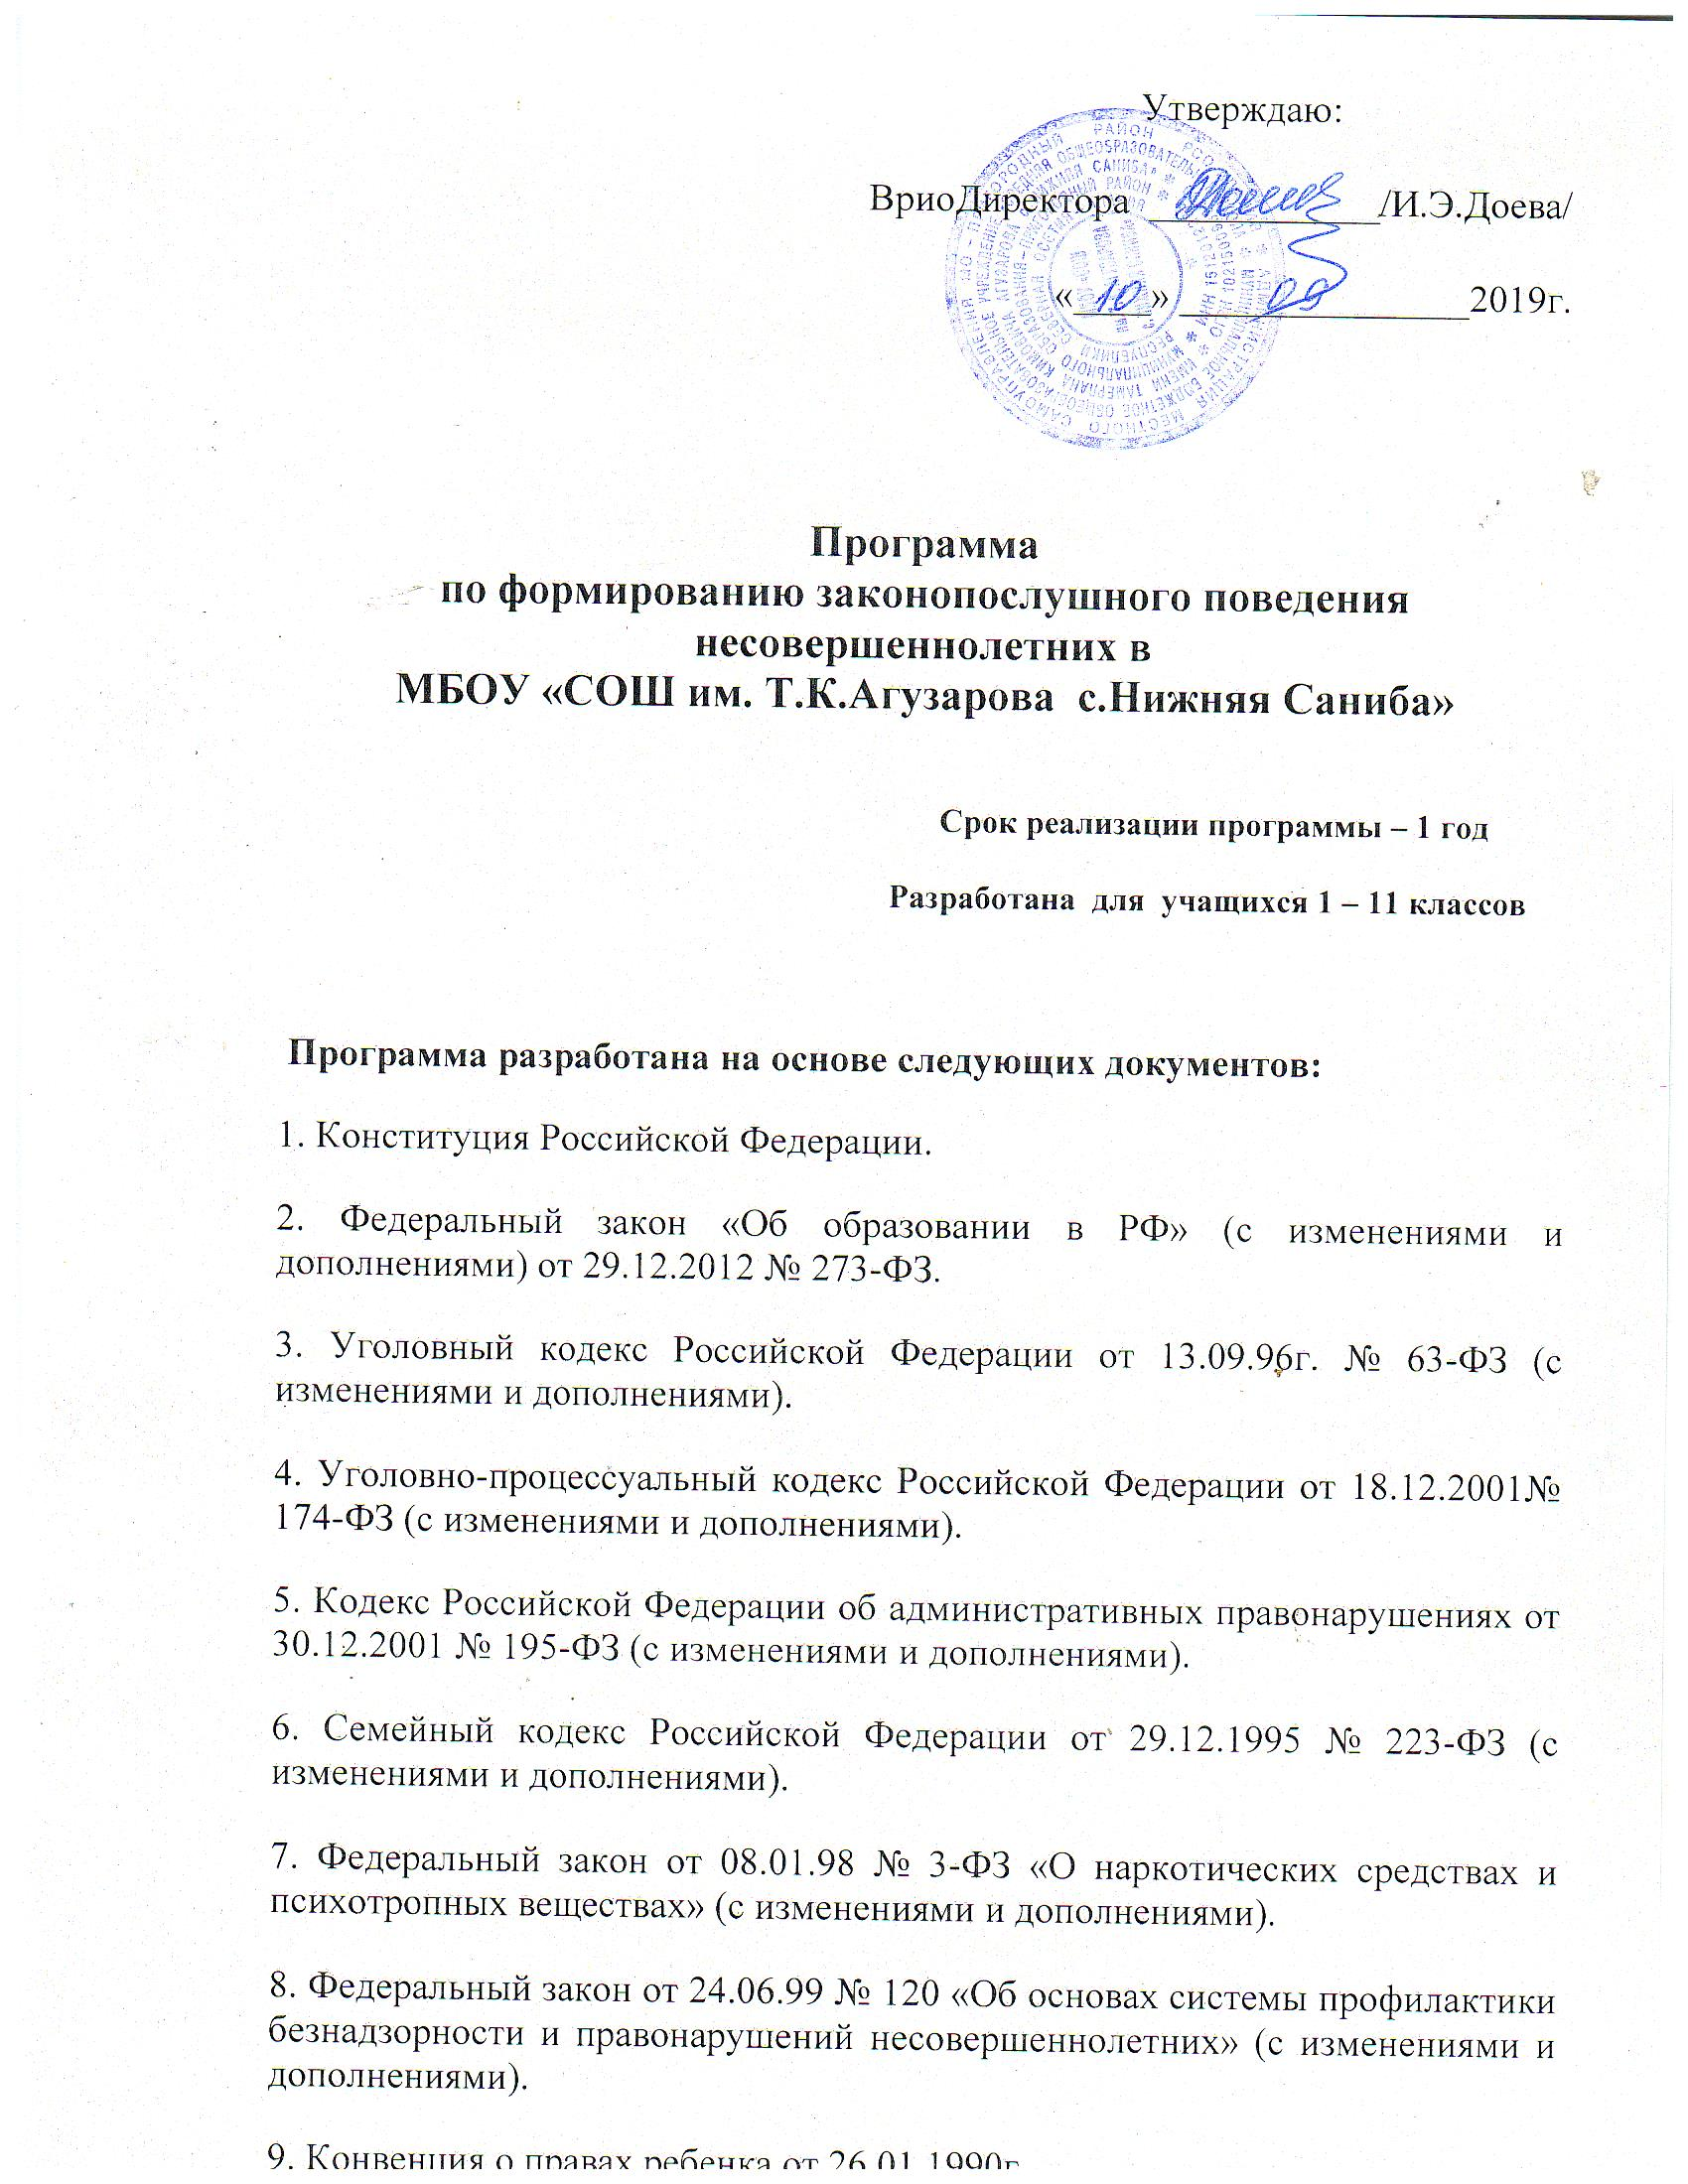 Утверждаю:
ВриоДиректора ____________/И.Э.Доева/
«10» 09 2019г.
Программа
по формированию законопослушного поведения
несовершеннолетних в
МБОУ «СОШ им. Т.К.Агузарова с.Нижняя Саниба»
Срок реализации программы – 1 год
Разработана для учащихся 1 – 11 классов
Программа разработана на основе следующих документов:
1. Конституция Российской Федерации.
2. Федеральный закон «Об образовании в РФ» (с изменениями и
дополнениями) от 29.12.2012 № 273-ФЗ.
3. Уголовный кодекс Российской Федерации от 13.09.96г. № 63-ФЗ (с
изменениями и дополнениями).
4. Уголовно-процессуальный кодекс Российской Федерации от 18.12.2001№
174-ФЗ (с изменениями и дополнениями).
5. Кодекс Российской Федерации об административных правонарушениях от
30.12.2001 № 195-ФЗ (с изменениями и дополнениями).
6. Семейный кодекс Российской Федерации от 29.12.1995 № 223-ФЗ (с
изменениями и дополнениями).
7. Федеральный закон от 08.01.98 № 3-ФЗ «О наркотических средствах и
психотропных веществах» (с изменениями и дополнениями).
8. Федеральный закон от 24.06.99 № 120 «Об основах системы профилактики
безнадзорности и правонарушений несовершеннолетних» (с изменениями и
дополнениями).
9. Конвенция о правах ребенка от 26.01.1990г